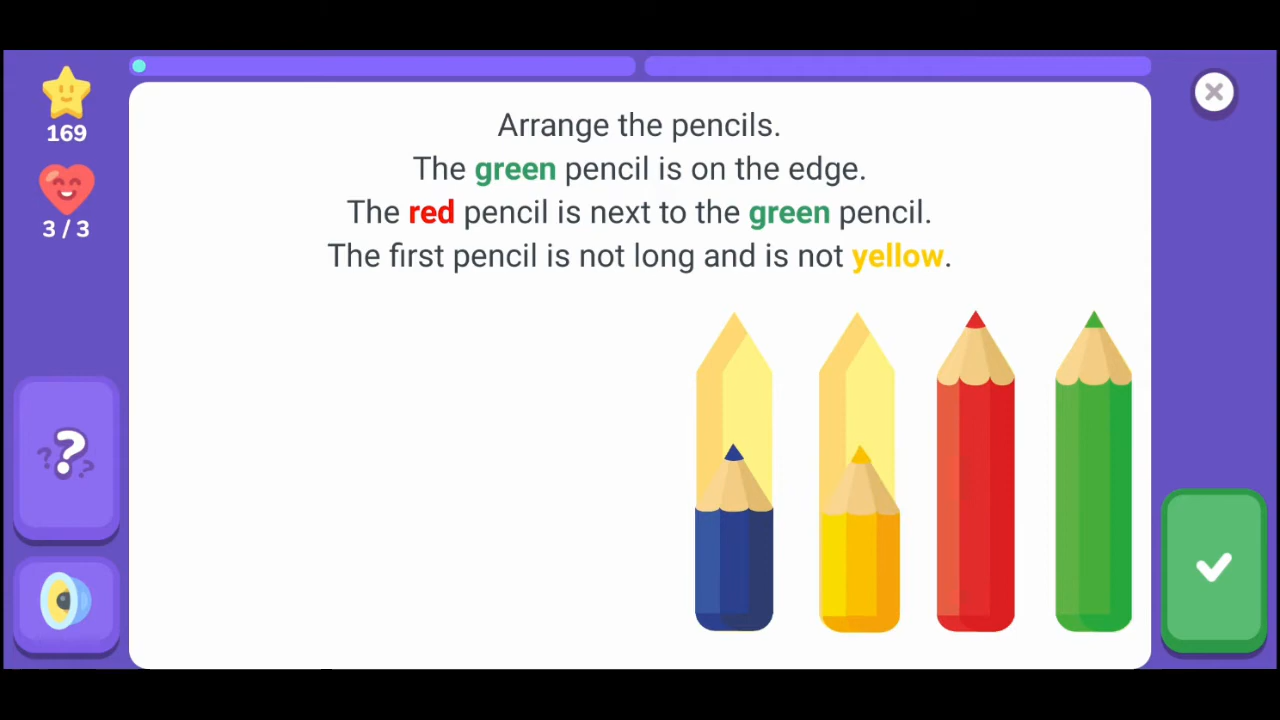 169
3 / 3
Arrange the pencils.
The green pencil is on the edge.
The red pencil is next to the green pencil.
The first pencil is not long and is not yellow.
???